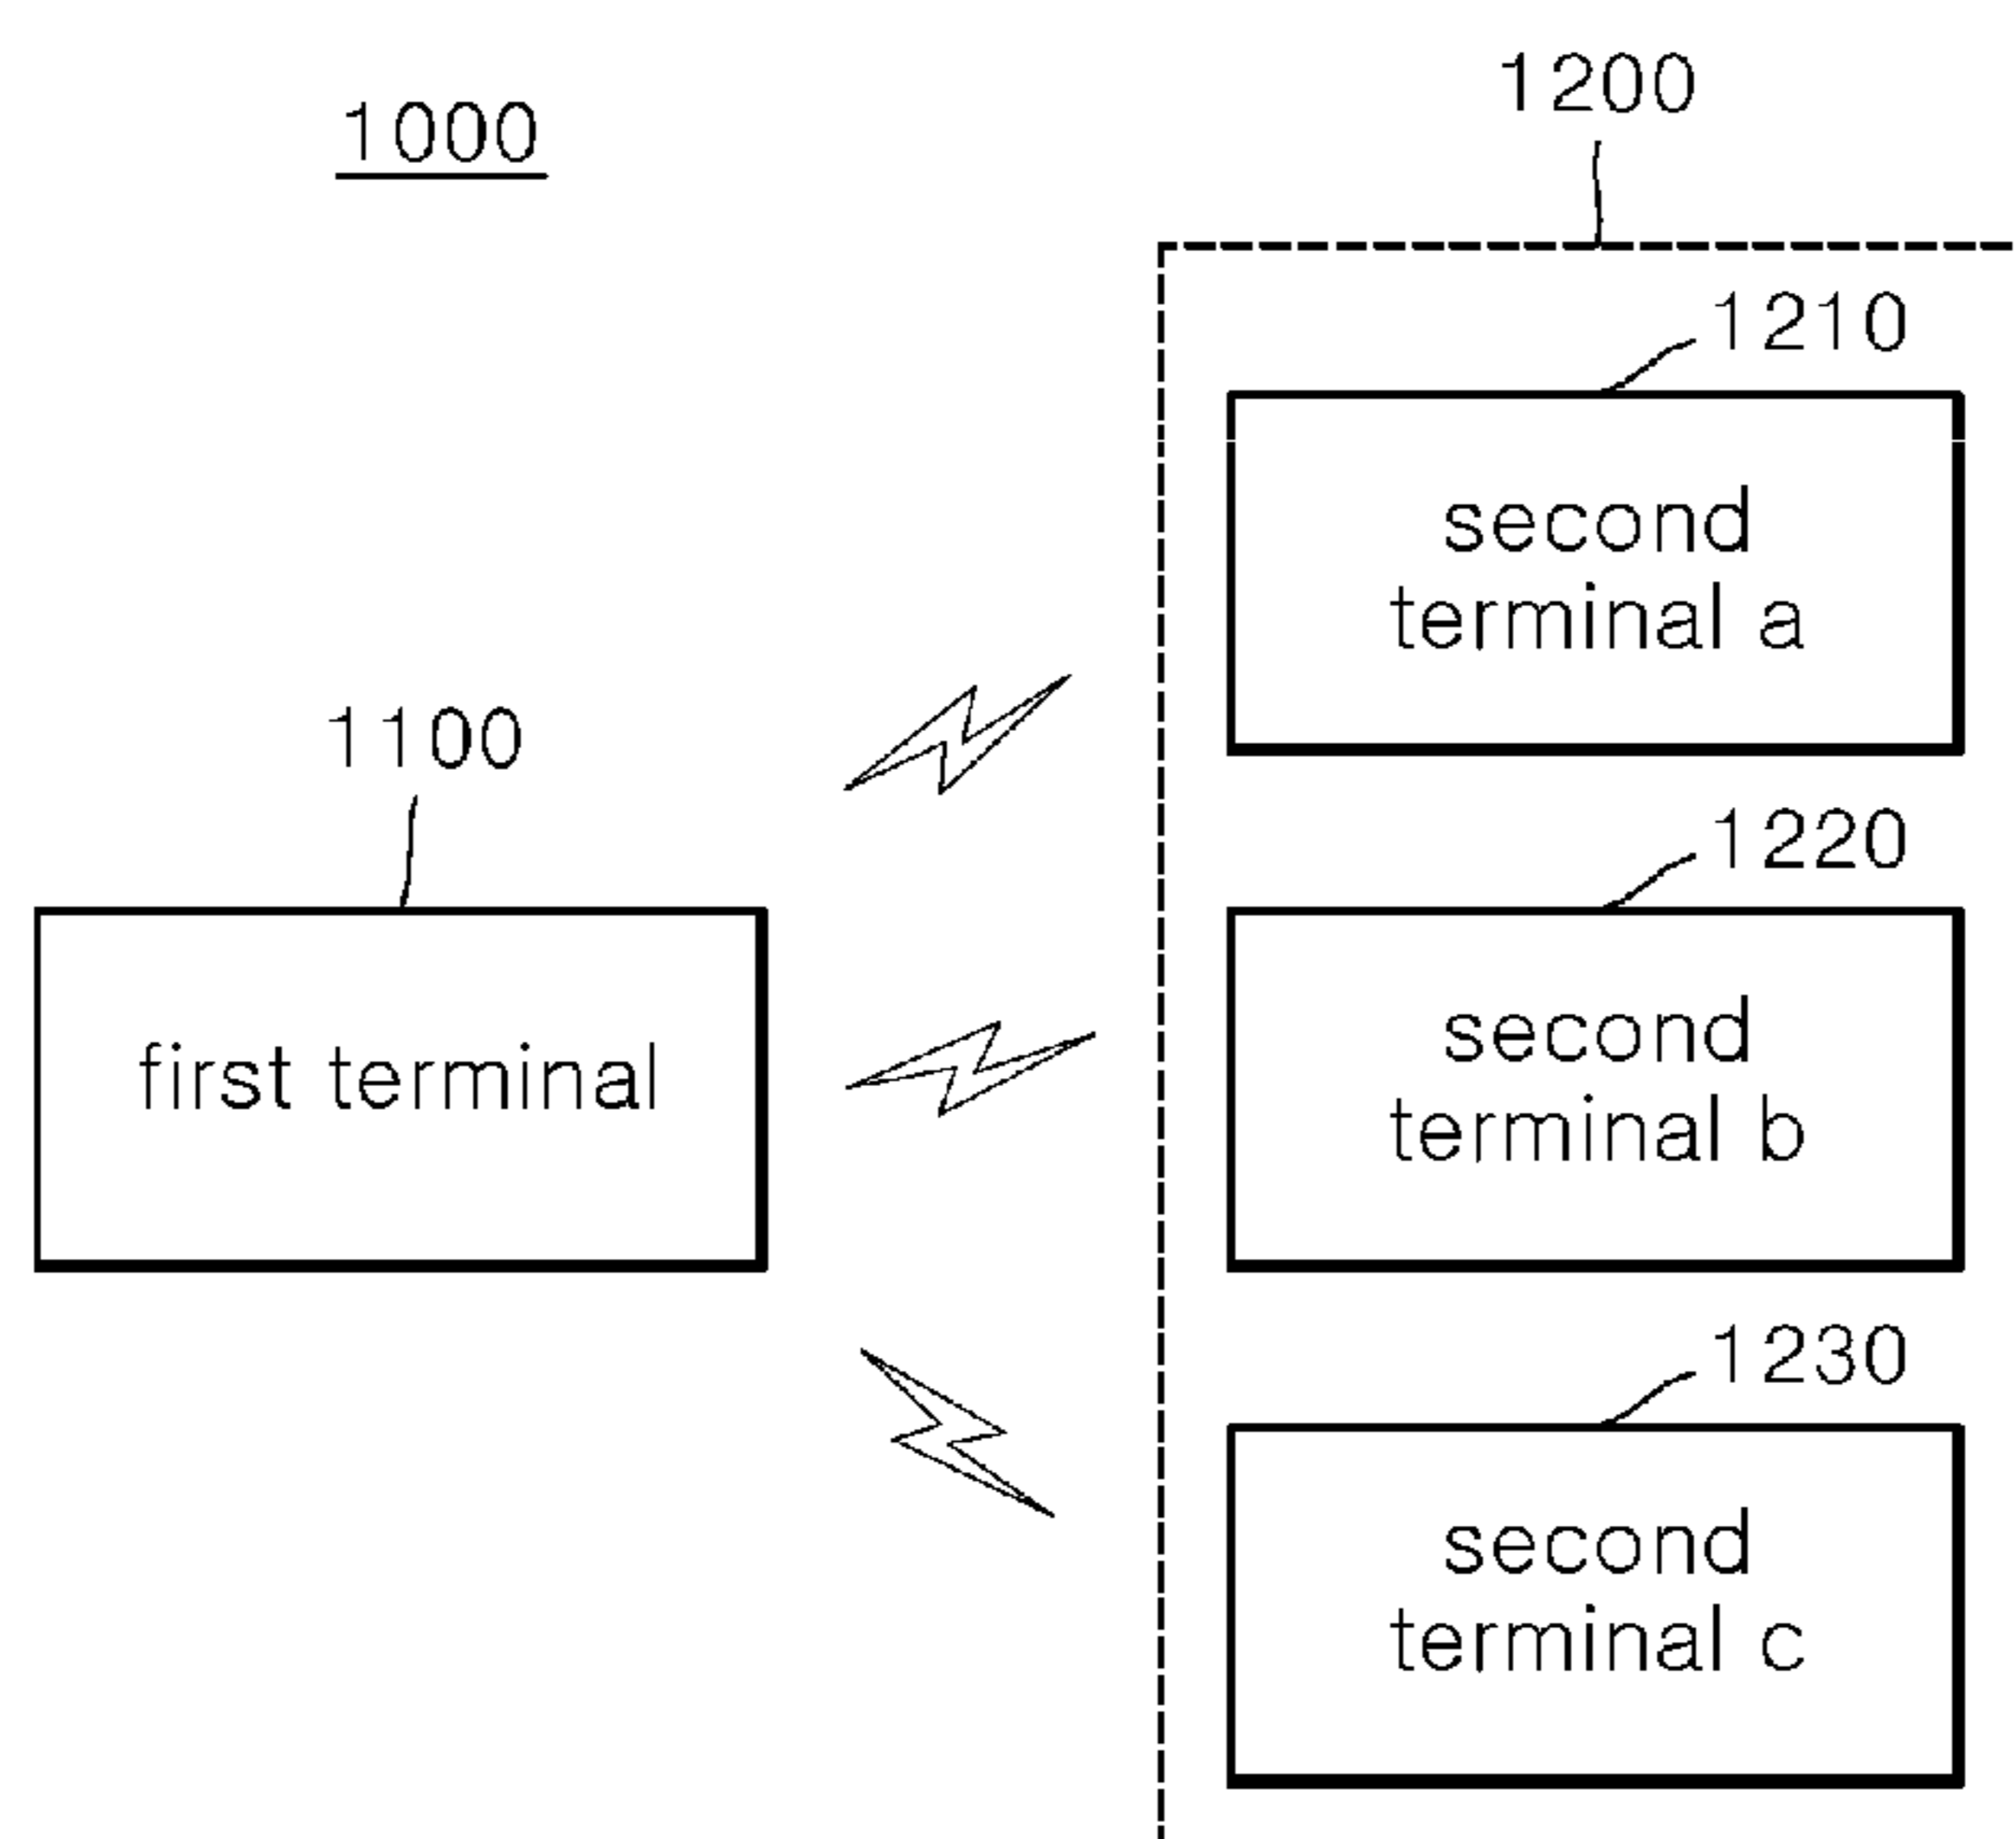 1000
1200
1210
second
terminal a
1100
first terminal
1220
second
terminal b
1230
second
terminal c